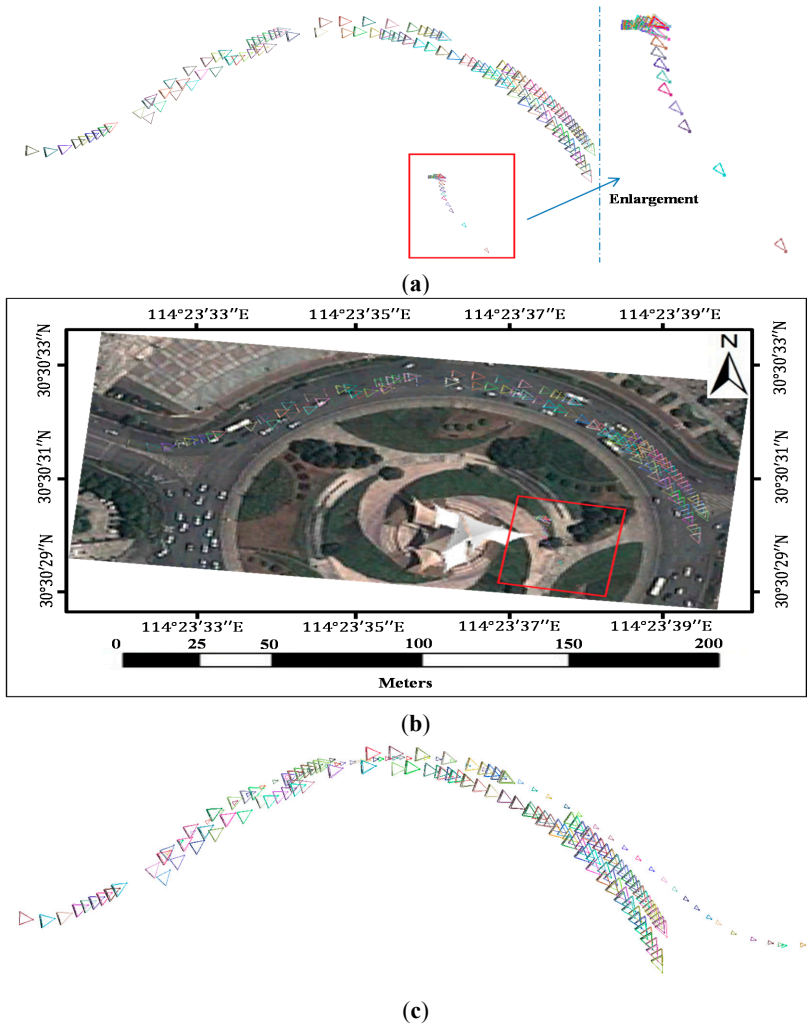 Enlargement
(a)
114°23′33′′E 114°23′35′′E 114°23′37′′E 114°23′39′′E
N
30°30′33′′N 30°30′33′′N
30°30′31′′N 30°30′31′′N
30°30′29′′N 30°30′29′′N
114°23′33′′E 114°23′35′′E 114°23′37′′E 114°23′39′′E
0 25 50 100 150 200
Meters
(b)
(c)